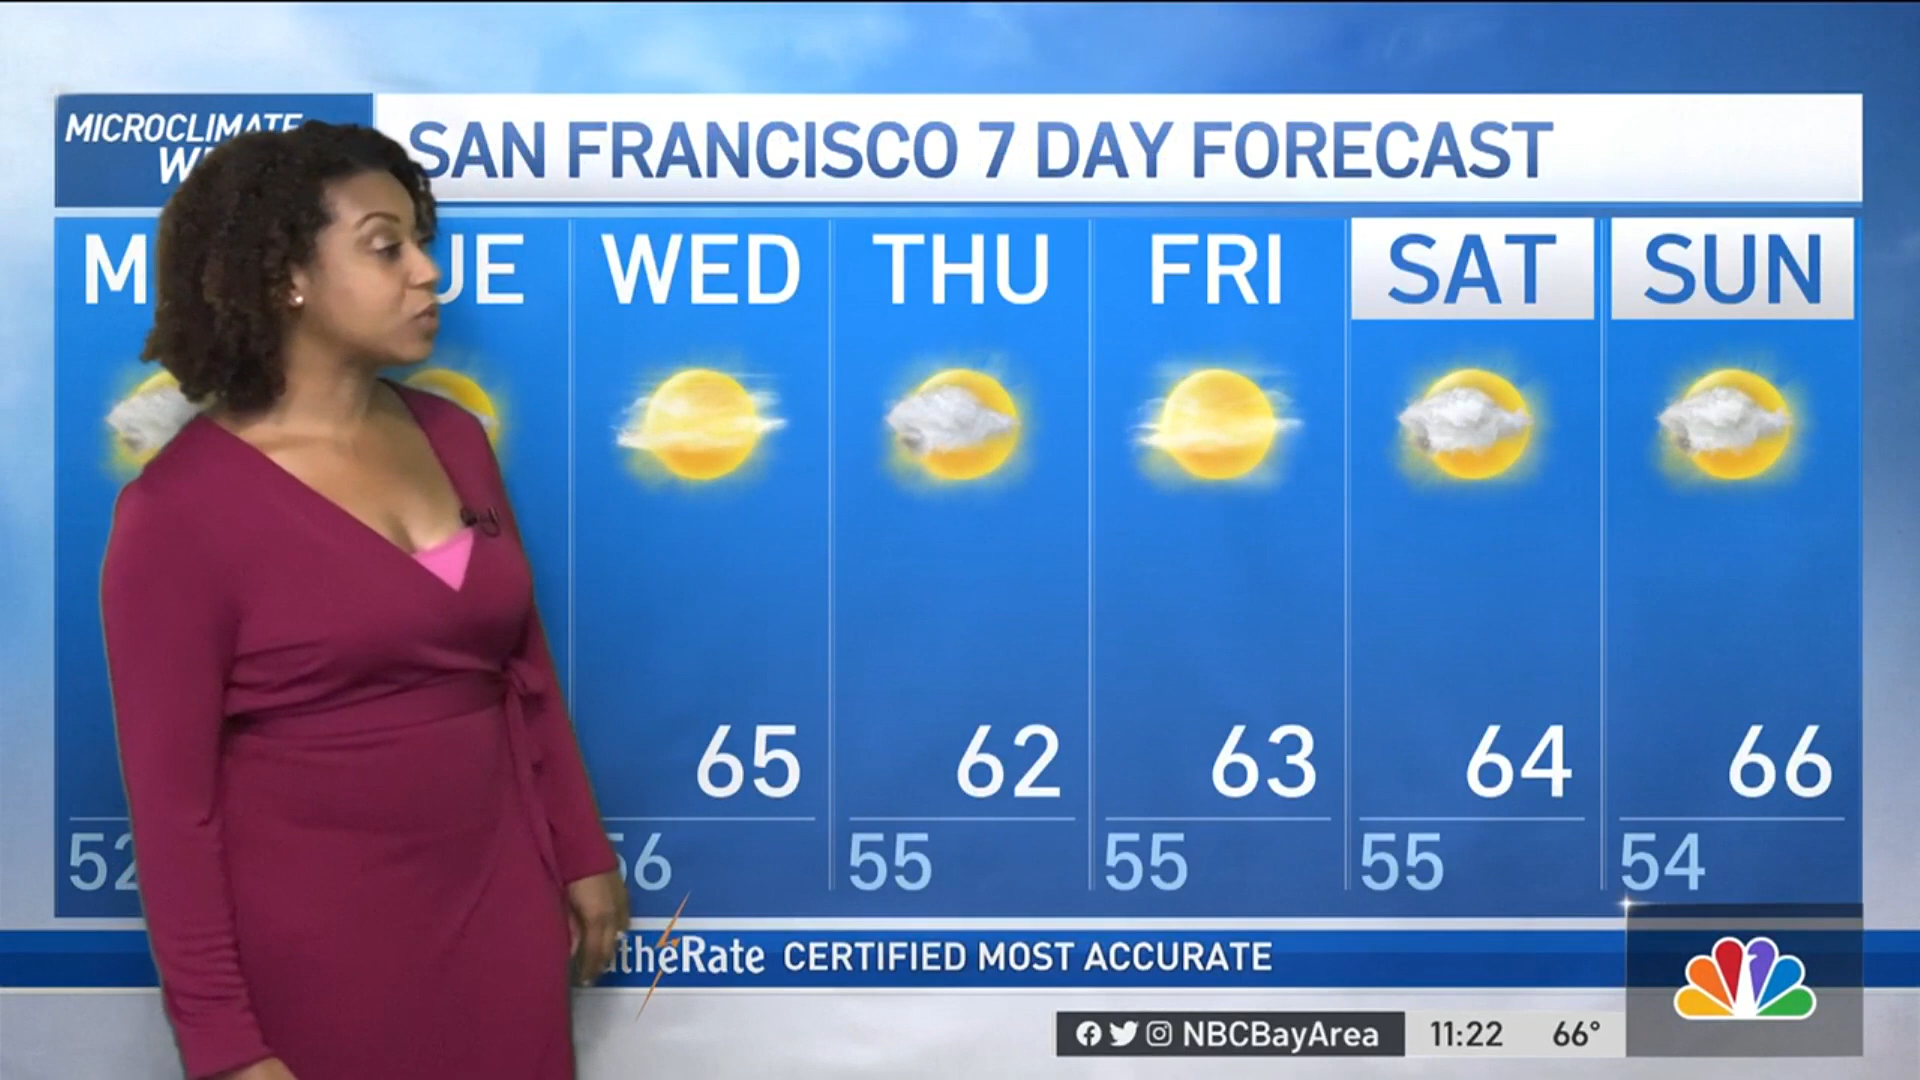 MICROCLIMATE
SAN FRANCISCO 7 DAY FORECAST
WED THU FRI SAT SUN
65 62 63 64 66
52 55 55 55 54
CERTIFIED MOST ACCURATE
NBCBayArea 11:22 66°